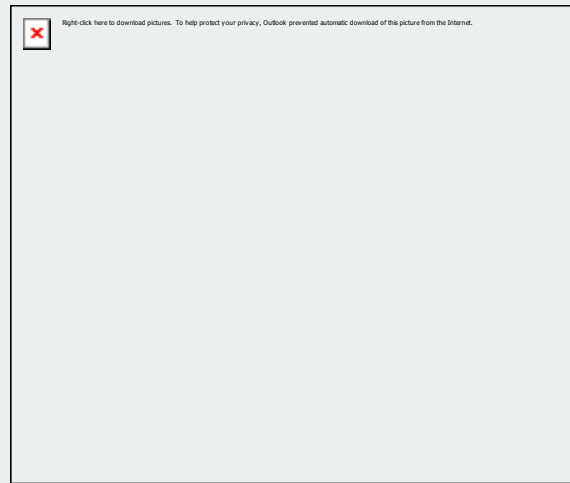 Right-click here to download pictures.  To help protect your privacy, Outlook prevented automatic download of this picture from the Internet.